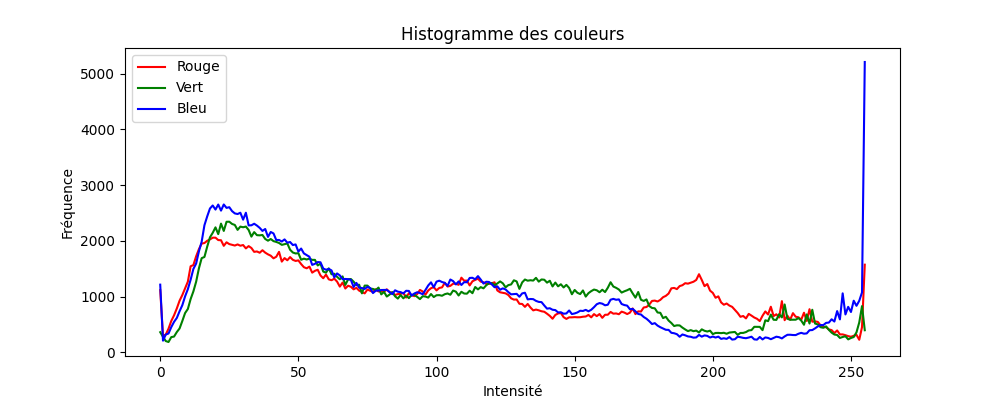 Histogramme des couleurs
Rouge
Vert
Bleu
Fréquence
5000
4000
3000
2000
1000
0
0 50 100 150 200 250
Intensité